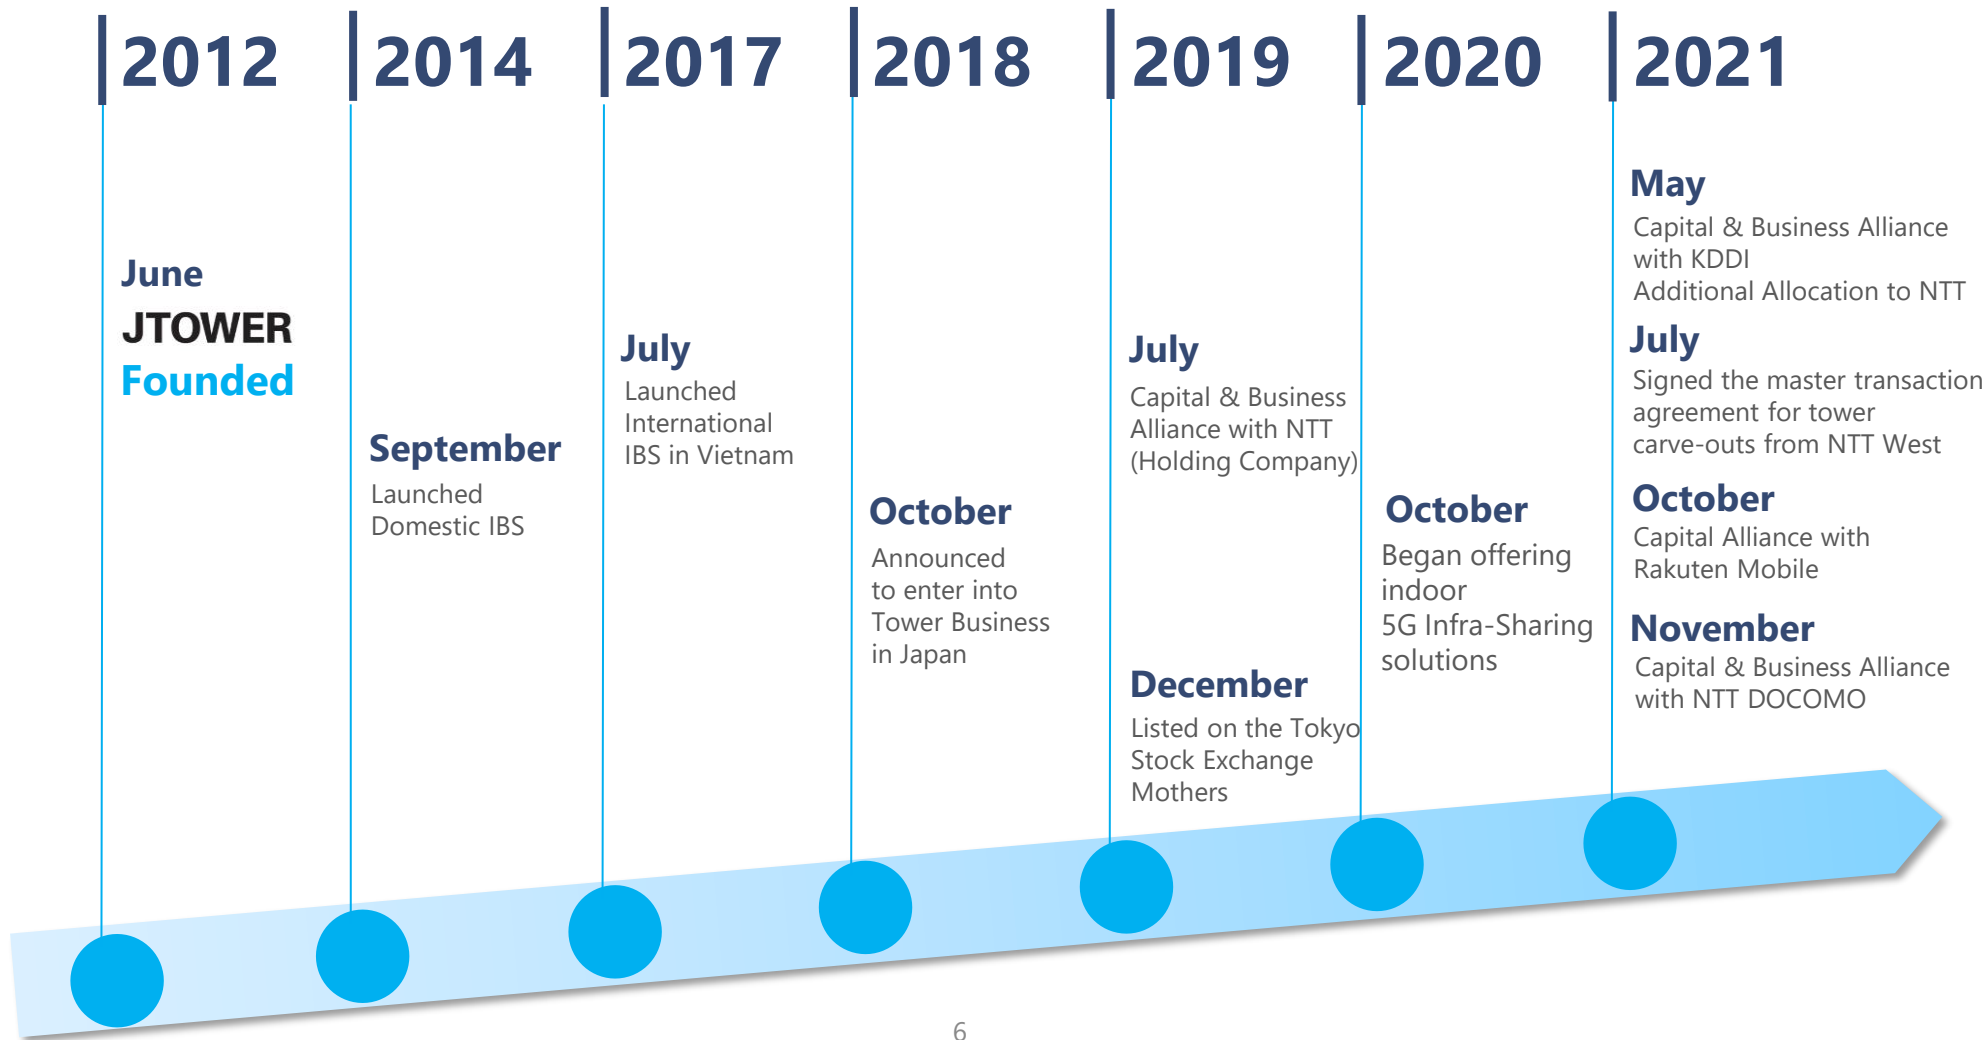 2012
June
JTOWER
Founded
2014
September
Launched
Domestic IBS
2017
July
Launched
International
IBS in Vietnam
2018
October
Announced
to enter into
Tower Business
in Japan
2019
July
Capital & Business
Alliance with NTT
(Holding Company)
December
Listed on the Tokyo
Stock Exchange
Mothers
2020
October
Began offering
indoor
5G Infra-Sharing
solutions
2021
May
Capital & Business Alliance
with KDDI
Additional Allocation to NTT
July
Signed the master transaction
agreement for tower
carve-outs from NTT West
October
Capital Alliance with
Rakuten Mobile
November
Capital & Business Alliance
with NTT DOCOMO
6